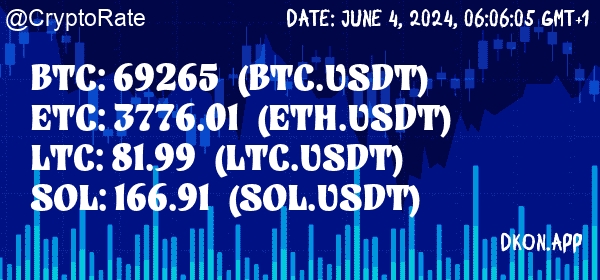 @CryptoRate
DATE: JUNE 4, 2024, 06:06:05 GMT+1
BTC: 69265 (BTC.USDT)
ETC: 3776.01 (ETH.USDT)
LTC: 81.99 (LTC.USDT)
SOL: 166.91 (SOL.USDT)
DKON.APP